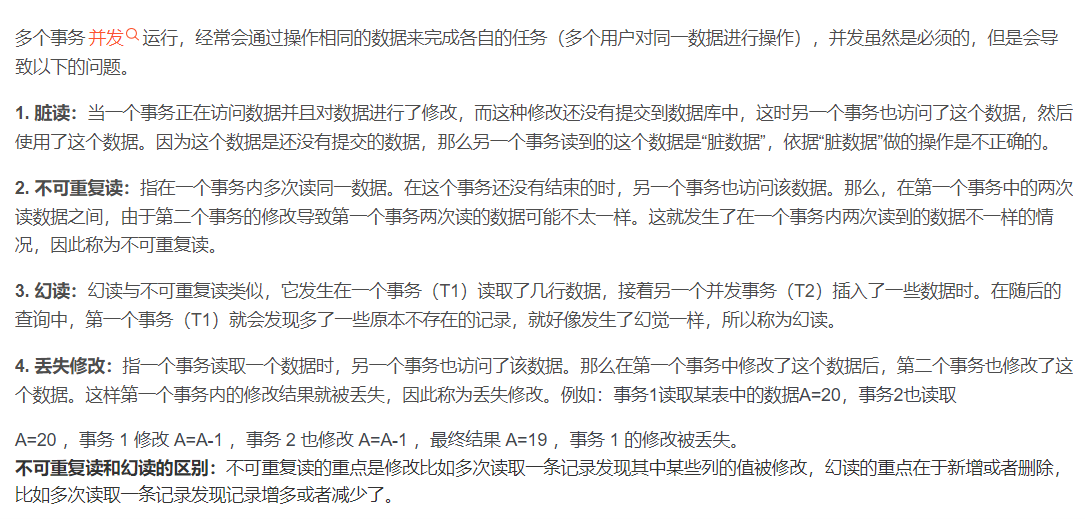 多个事务 并发 运行，经常会通过操作相同的数据来完成各自的任务（多个用户对同一数据进行操作），并发虽然是必须的，但是会导
致以下的问题。
1. 脏读：当一个事务正在访问数据并且对数据进行了修改，而这种修改还没有提交到数据库中，这时另一个事务也访问了这个数据，然后
使用了这个数据。因为这个数据是还没有提交的数据，那么另一个事务读到的这个数据是“脏数据”，依据“脏数据”做的操作是不正确的。
2. 不可重复读：指在一个事务内多次读同一数据。在这个事务还没有结束的时，另一个事务也访问该数据。那么，在第一个事务中的两次
读数据之间，由于第二个事务的修改导致第一个事务两次读的数据可能不太一样。这就发生了在一个事务内两次读到的数据不一样的情
况，因此称为不可重复读。
3. 幻读：幻读与不可重复读类似，它发生在一个事务（T1）读取了几行数据，接着另一个并发事务（T2）插入了一些数据时。在随后的
查询中，第一个事务（T1）就会发现多了一些原本不存在的记录，就好像发生了幻觉一样，所以称为幻读。
4. 丢失修改：指一个事务读取一个数据时，另一个事务也访问了该数据。那么在第一个事务中修改了这个数据后，第二个事务也修改了这
个数据。这样第一个事务内的修改结果就被丢失，因此称为丢失修改。例如：事务1读取某表中的数据A=20，事务2也读取
A=20 ，事务 1 修改 A=A-1 ，事务 2 也修改 A=A-1 ，最终结果 A=19 ，事务 1 的修改被丢失。
不可重复读和幻读的区别：不可重复读的重点是修改比如多次读取一条记录发现其中某些列的值被修改，幻读的重点在于新增或者删除，
比如多次读取一条记录发现记录增多或者减少了。